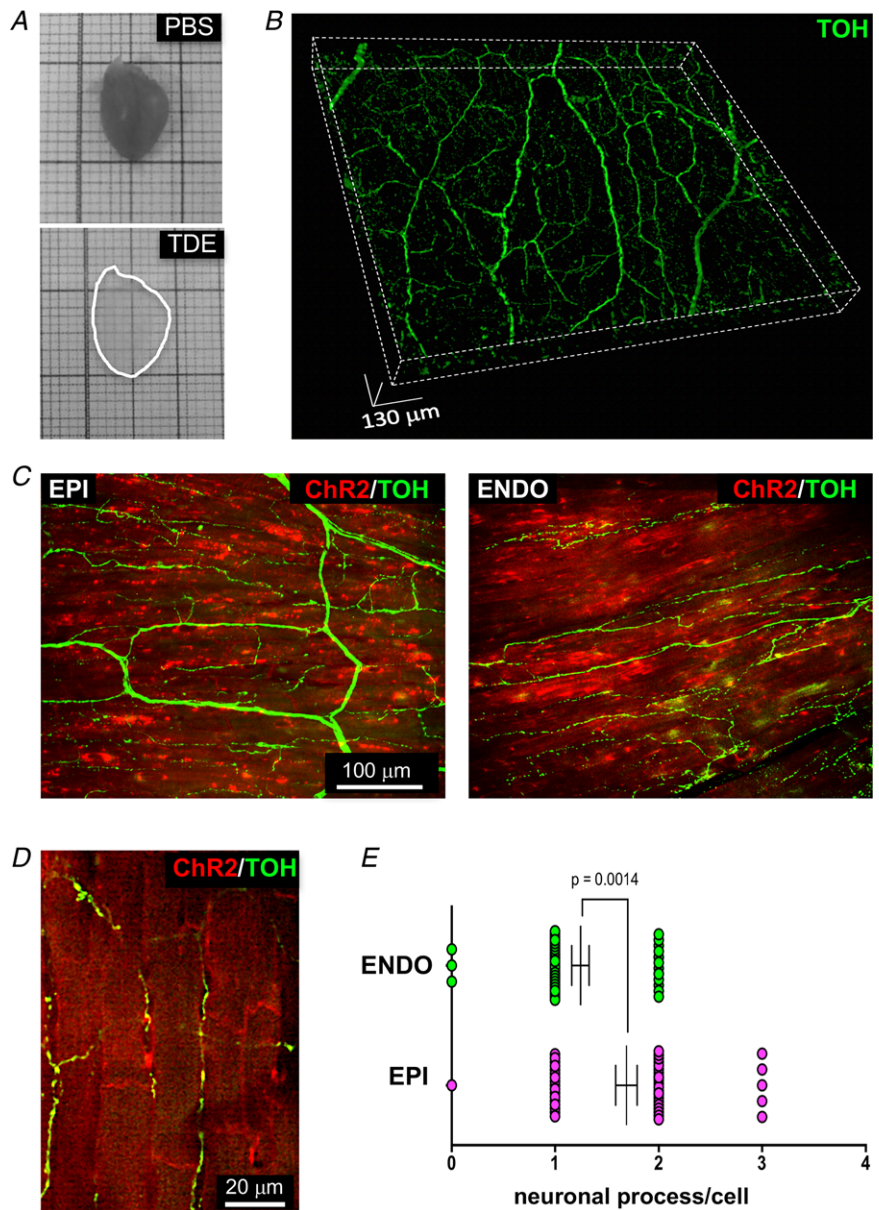 A
PBS
TDE
B
TOH
130 μm
C
EPI
ChR2/TOH
100 μm
ENDO
ChR2/TOH
D
ChR2/TOH
20 μm
E
p = 0.0014
ENDO
EPI
0 1 2 3 4
neuronal process/cell